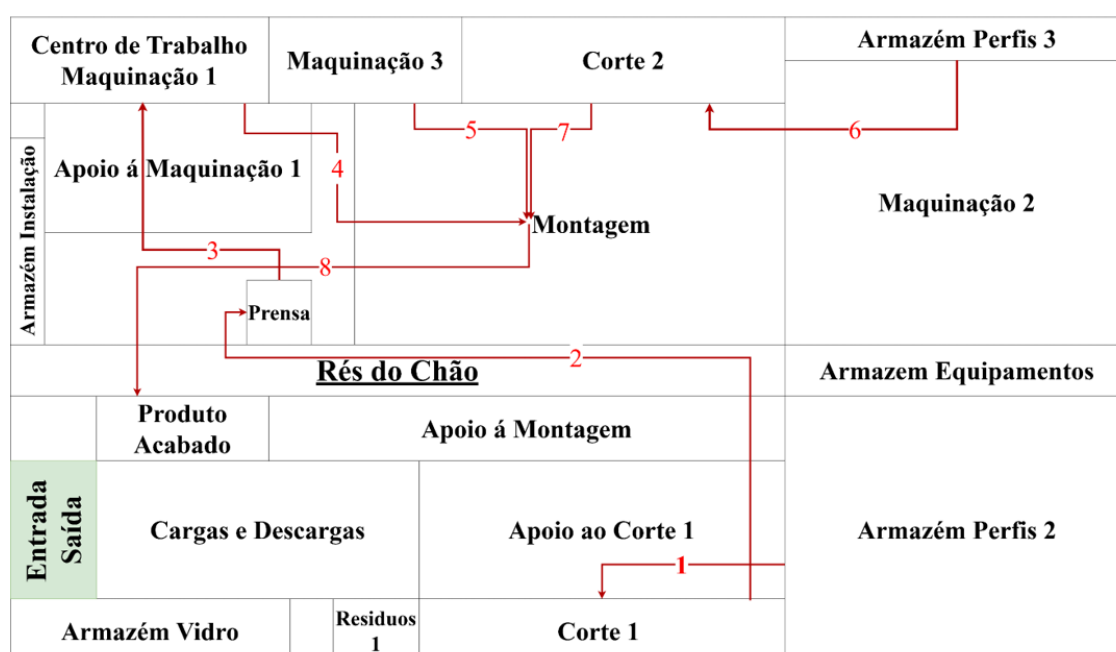 Centro de Trabalho
Maquinação 1
Maquinação 3
Corte 2
Armazém Perfis 3
5
7
6
Armazém Instalação
Apoio á Maquinação 1
4
Maquinação 2
Montagem
3
8
Prensa
2
Rés do Chão
Armazem Equipamentos
Produto
Acabado
Apoio á Montagem
Entrada
Saída
Cargas e Descargas
Apoio ao Corte 1
Armazém Perfis 2
1
Armazém Vidro
Residuos
1
Corte 1